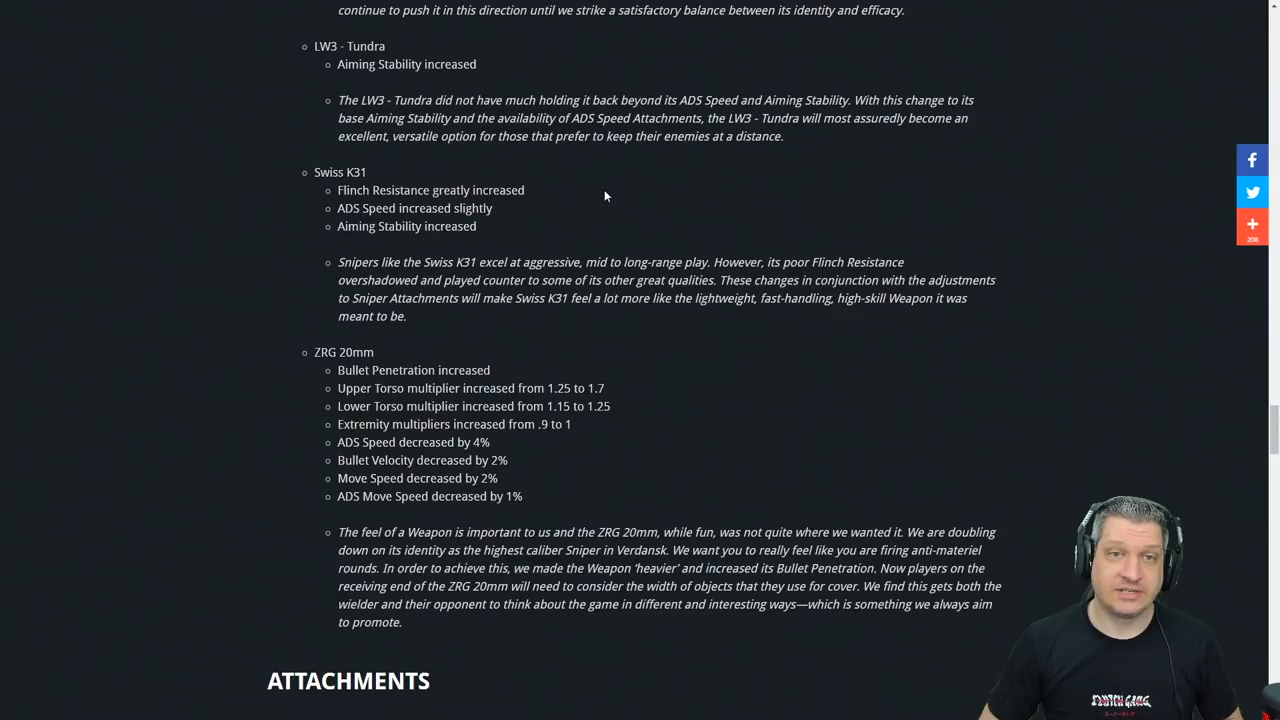 continue to push it in this direction until we strike a satisfactory balance between its identity and efficacy.
LW3 - Tundra
Aiming Stability increased
The LW3 - Tundra did not have much holding it back beyond its ADS Speed and Aiming Stability. With this change to its
base Aiming Stability and the availability of ADS Speed Attachments, the LW3 - Tundra will most assuredly become an
excellent, versatile option for those that prefer to keep their enemies at a distance.
Swiss K31
Flinch Resistance greatly increased
ADS Speed increased slightly
Aiming Stability increased
Snipers like the Swiss K31 excel at aggressive, mid to long-range play. However, its poor Flinch Resistance
overshadowed and played counter to some of its other great qualities. These changes in conjunction with the adjustments
to Sniper Attachments will make Swiss K31 feel a lot more like the lightweight, fast-handling, high-skill Weapon it was
meant to be.
ZRG 20mm
Bullet Penetration increased
Upper Torso multiplier increased from 1.25 to 1.7
Lower Torso multiplier increased from 1.15 to 1.25
Extremity multipliers increased from .9 to 1
ADS Speed decreased by 4%
Bullet Velocity decreased by 2%
Move Speed decreased by 2%
ADS Move Speed decreased by 1%
The feel of a Weapon is important to us and the ZRG 20mm, while fun, was not quite where we wanted it. We are doubling
down on its identity as the highest caliber Sniper in Verdansk. We want you to really feel like you are firing anti-materiel
rounds. In order to achieve this, we made the Weapon ‘heavier’ and increased its Bullet Penetration. Now players on the
receiving end of the ZRG 20mm will need to consider the width of objects that they use for cover. We find this gets both the
wielder and their opponent to think about the game in different and interesting ways—which is something we always aim
to promote.
ATTACHMENTS
206